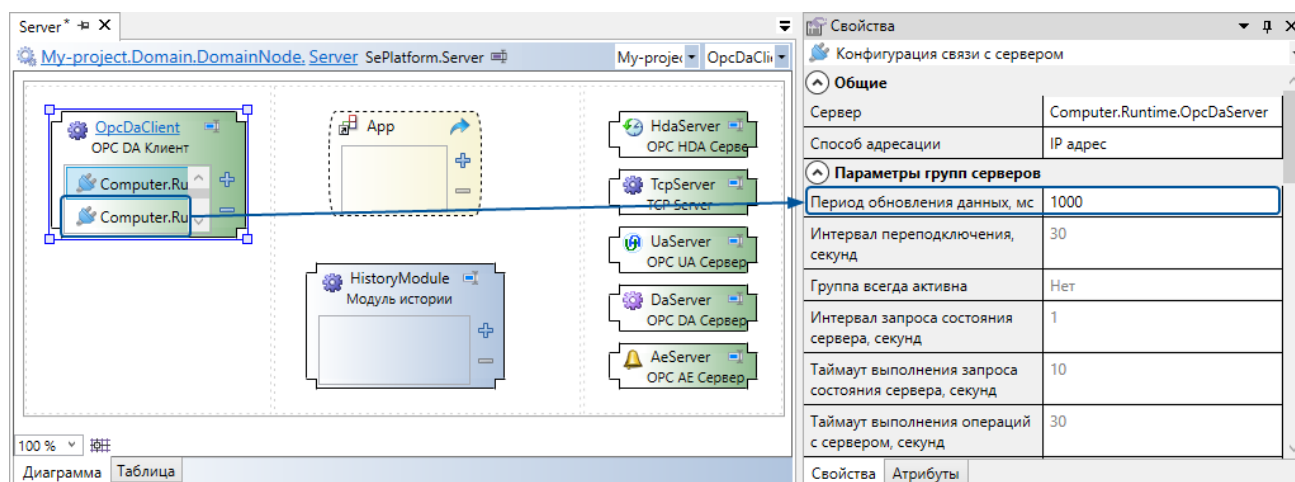 Server*
My-project.Domain.DomainNode. Server SePlatform.Server
My-projec
OpcDaClie
OpcDaClient
OPC DA Клиент
Computer.Ru
Computer.Ru
App
HistoryModule
Модуль истории
HdaServer
OPC HDA Серве
TcpServer
TCP Server
UaServer
OPC UA Сервер
DaServer
OPC DA Сервер
AeServer
OPC AE Сервер
100 %
Диаграмма Таблица
Свойства
Конфигурация связи с сервером
Общие
Сервер Computer.Runtime.OpcDaServer
Способ адресации IP адрес
Параметры групп серверов
Период обновления данных, мс 1000
Интервал переподключения, 30
секунд
Группа всегда активна Нет
Интервал запроса состояния 1
сервера, секунд
Таймаут выполнения запроса 10
состояния сервера, секунд
Таймаут выполнения операций 30
с сервером, секунд
Свойства Атрибуты